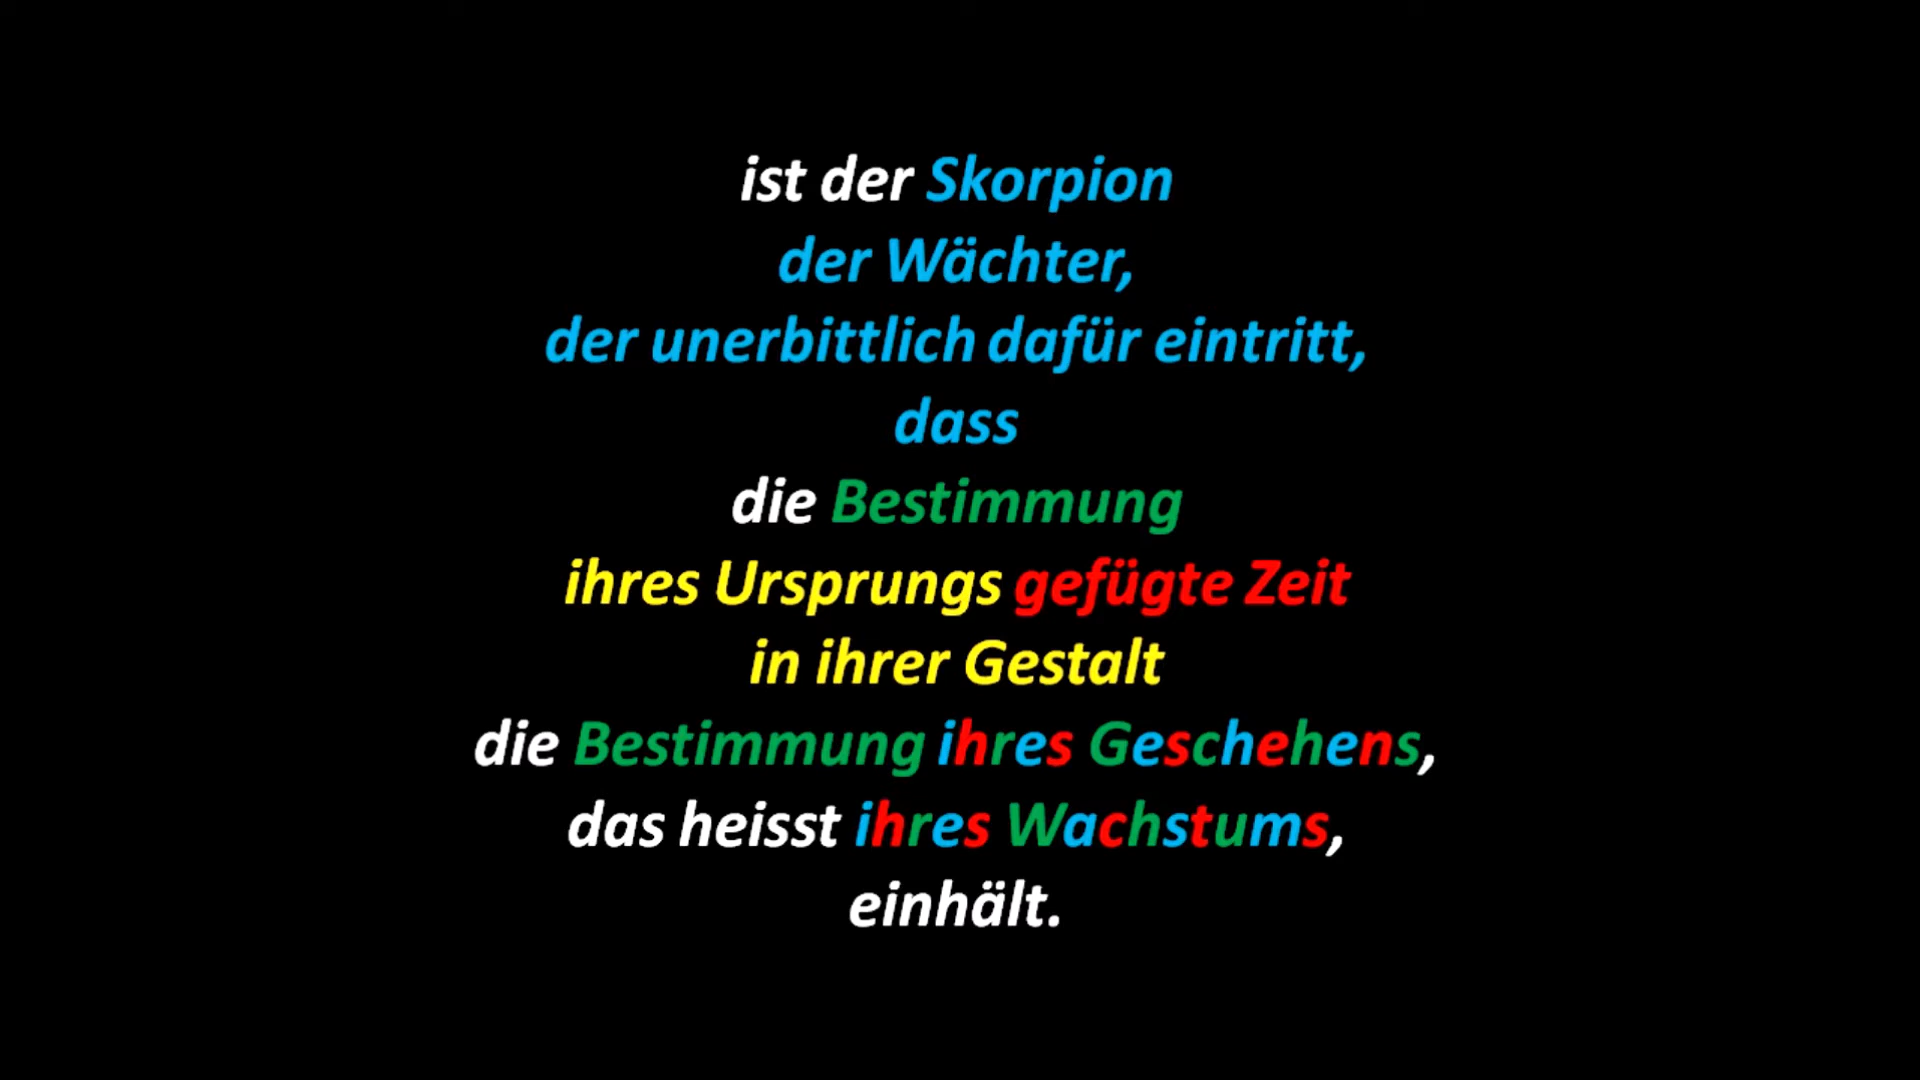 ist der Skorpion
der Wächter,
der unerbittlich dafür eintritt,
dass
die Bestimmung
ihres Ursprungs gefügte Zeit
in ihrer Gestalt
die Bestimmung ihres Geschehens,
das heisst ihres Wachstums,
einhält.